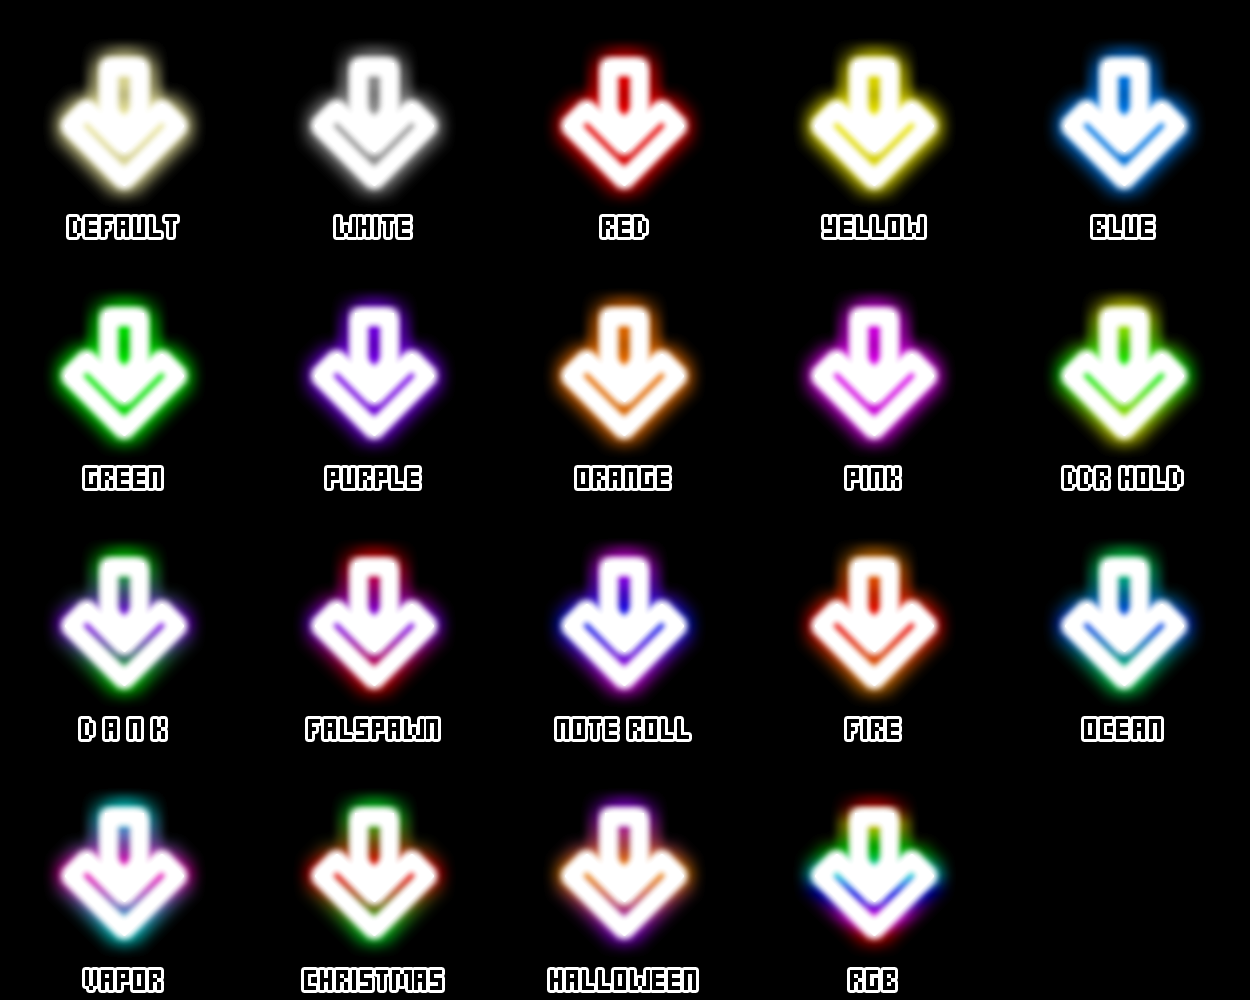 DEFAULT WHITE RED YELLOW BLUE
GREEN PURPLE ORANGE PINK DDR HOLD
D A N K FALSPAWN NOTE ROLL FIRE OCEAN
VAPOR CHRISTMAS HALLOWEEN RGB